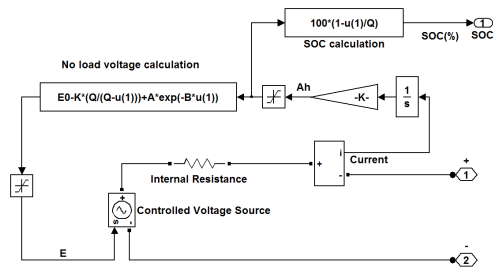 100*(1-u(1)/Q)
SOC calculation
1
SOC(%)
SOC
No load voltage calculation
E0-K*(Q/(Q-u(1)))+A*exp(-B*u(1))
Ah
-K-
1
s
i
+
-
Current
+
1
Internal Resistance
+
s
-
Controlled Voltage Source
E
-
2